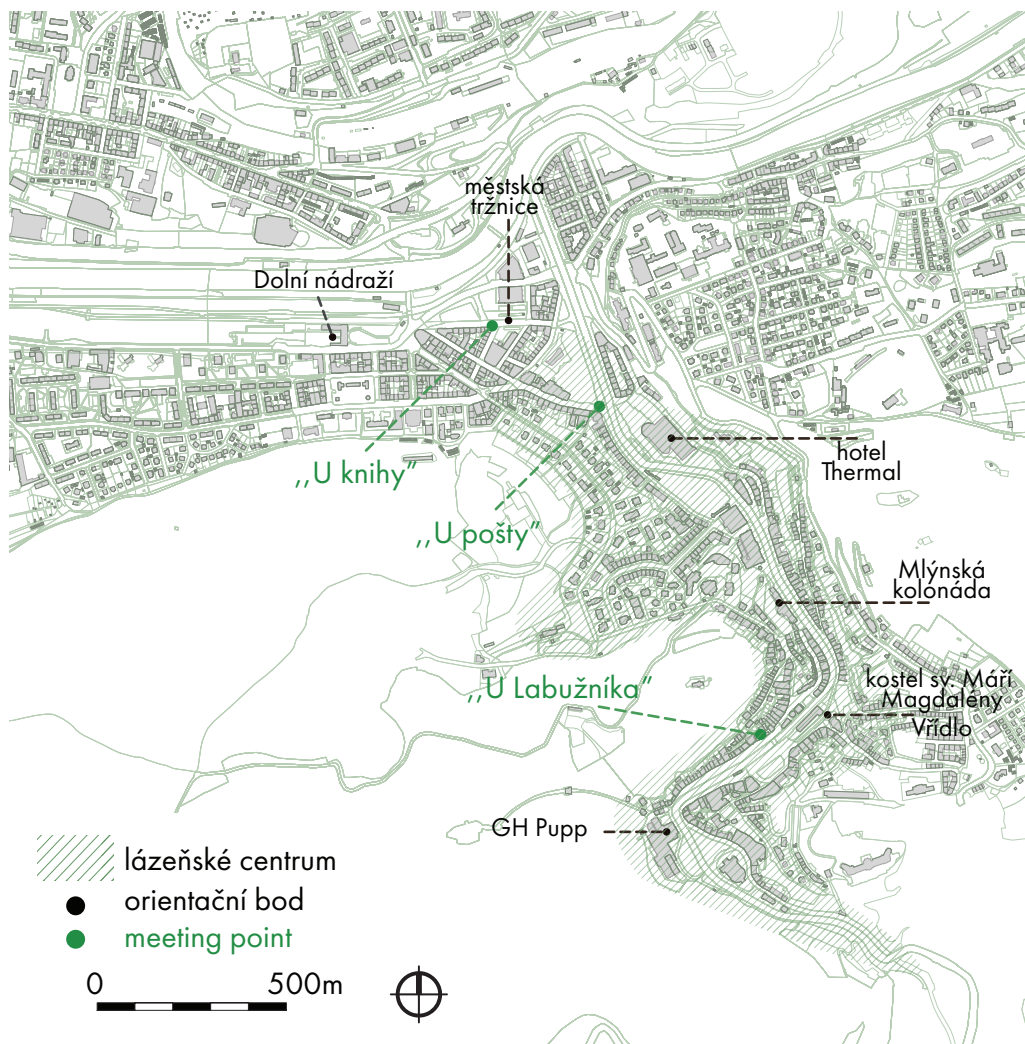 městská
tržnice
Dolní nádraží
,,U knihy"
hotel
Thermal
,,U pošty"
Mlýnská
kolonáda
kostel sv. Máří
Magdalény
Vřídlo
,,U Labužníka"
GH Pupp
lázeňské centrum
orientační bod
meeting point
0 500m